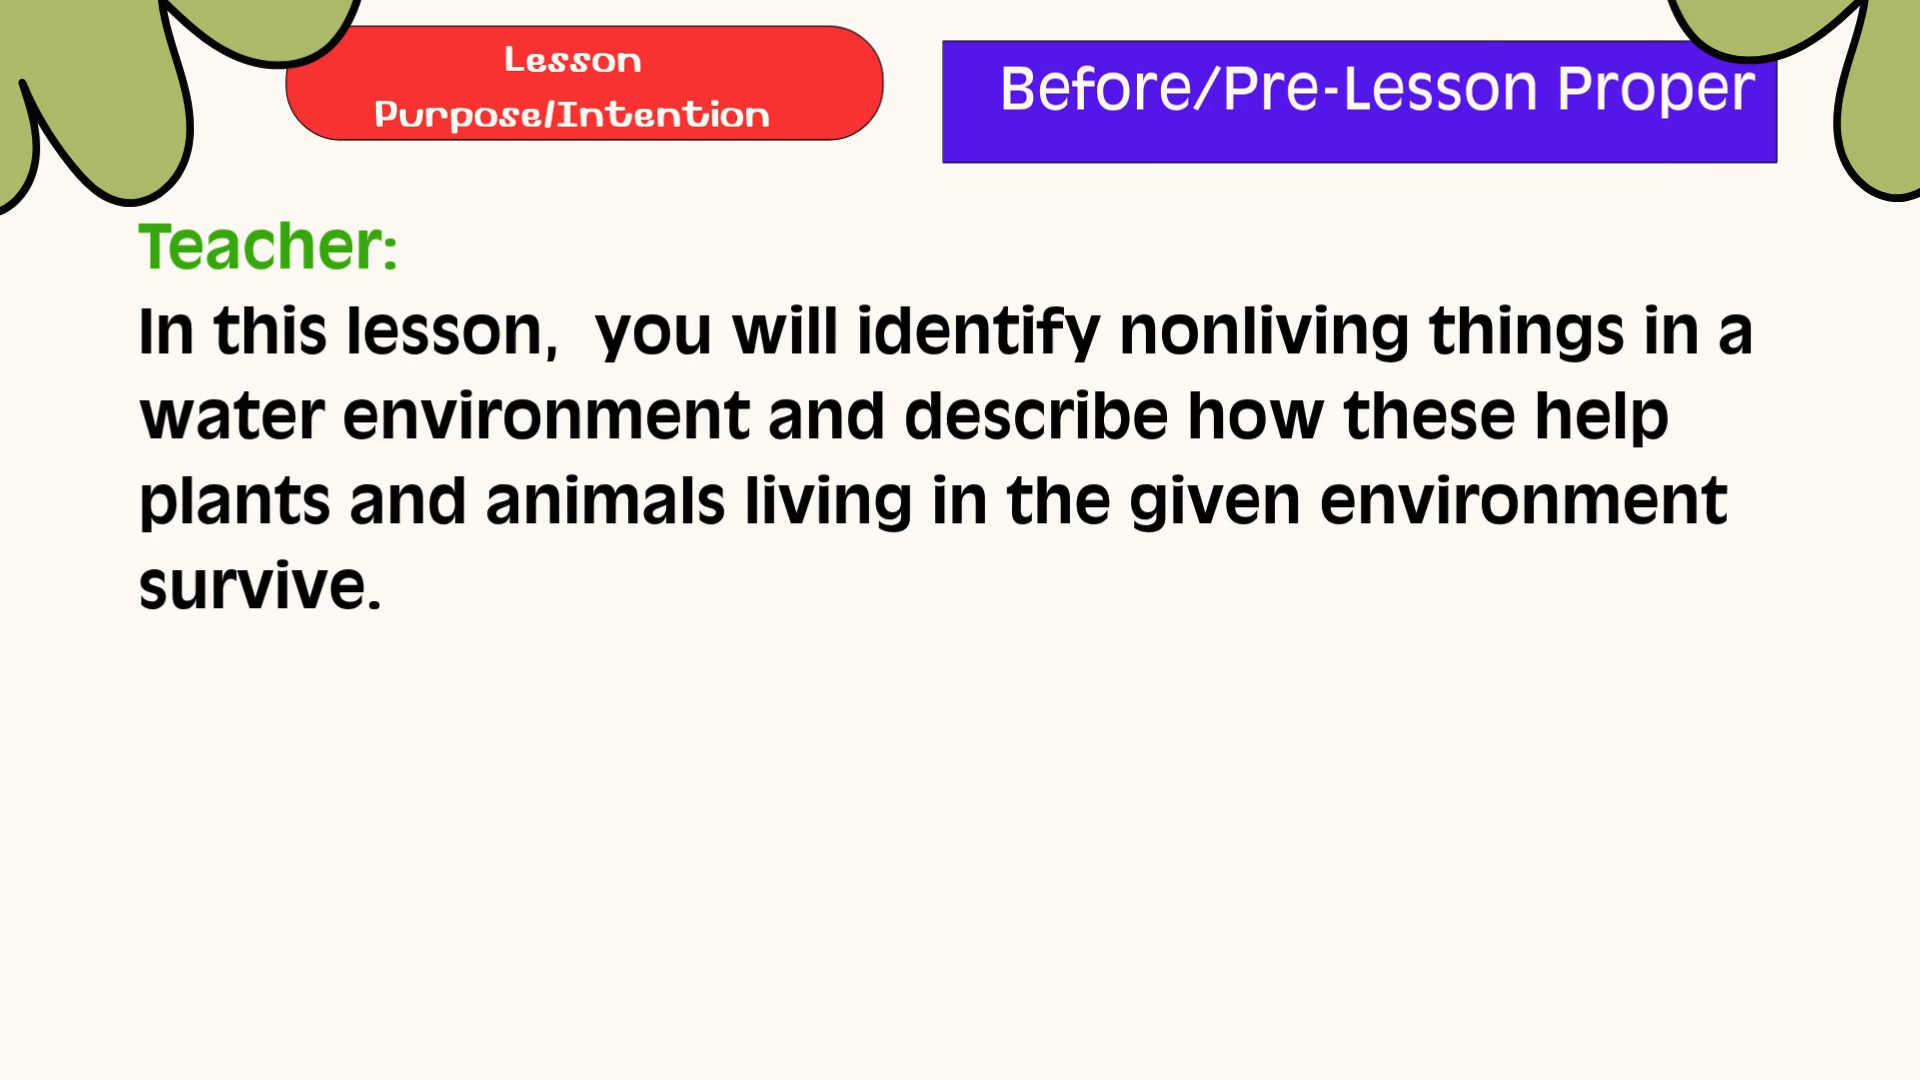 Lesson
Purpose/Intention
Before/Pre-Lesson Proper
Teacher:
In this lesson,  you will identify nonliving things in a
water environment and describe how these help
plants and animals living in the given environment
survive.